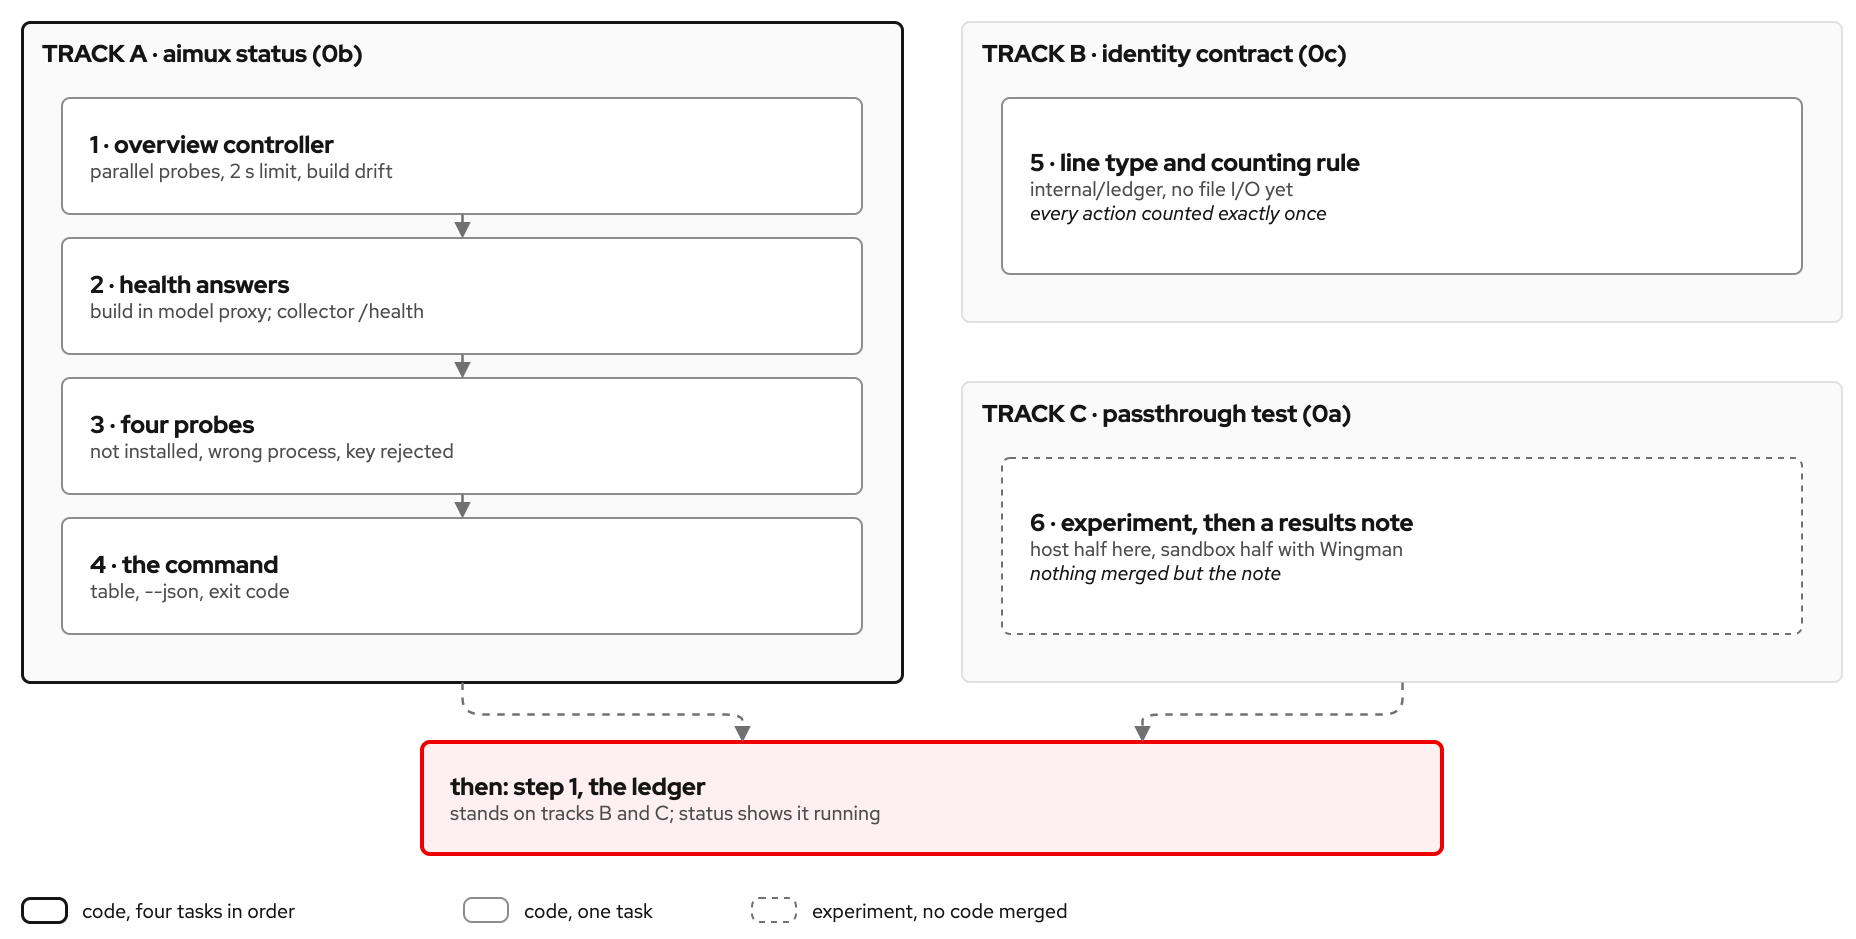 TRACK A · aimux status (0b)
1 · overview controller
parallel probes, 2 s limit, build drift
2 · health answers
build in model proxy; collector /health
3 · four probes
not installed, wrong process, key rejected
4 · the command
table, --json, exit code
TRACK B · identity contract (0c)
5 · line type and counting rule
internal/ledger, no file I/O yet
every action counted exactly once
TRACK C · passthrough test (0a)
6 · experiment, then a results note
host half here, sandbox half with Wingman
nothing merged but the note
then: step 1, the ledger
stands on tracks B and C; status shows it running
code, four tasks in order
code, one task
experiment, no code merged